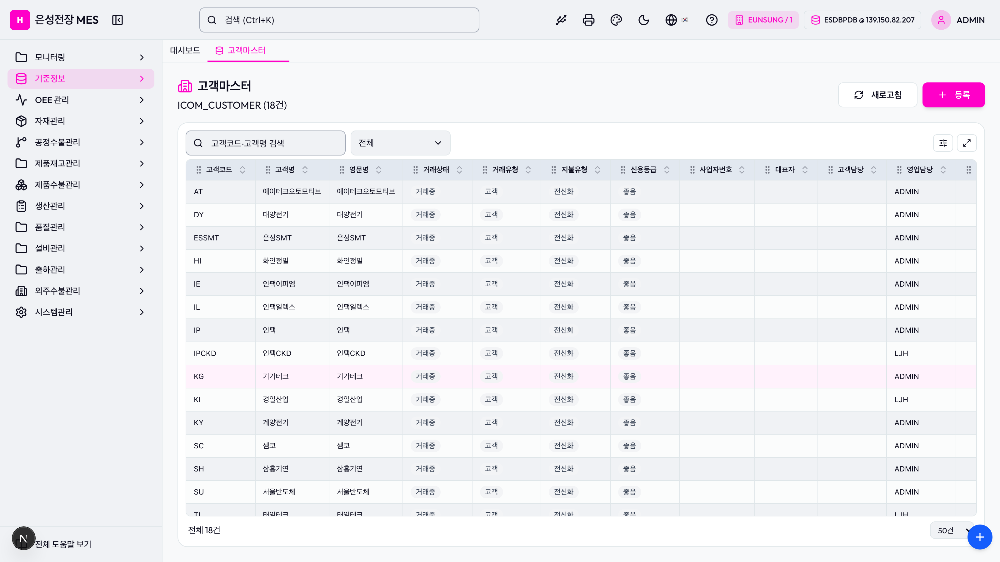 H 은성전장 MES 검색 (Ctrl+K) EUNSUNG / 1 ESDBPDB @ 139.150.82.207 ADMIN
모니터링
기준정보
OEE 관리
자재관리
공정수불관리
제품재고관리
제품수불관리
생산관리
품질관리
설비관리
출하관리
외주수불관리
시스템관리
N 전체 도움말 보기
대시보드 고객마스터
고객마스터
ICOM_CUSTOMER (18건)
새로고침 등록
고객코드·고객명 검색 전체
고객코드 고객명 영문명 거래상태 거래유형 지불유형 신용등급 사업자번호 대표자 고객담당 영업담당
AT 에이테크오토모티브 에이테크오토모티브 거래중 고객 전신화 좋음 ADMIN
DY 대양전기 대양전기 거래중 고객 전신화 좋음 ADMIN
ESSMT 은성SMT 은성SMT 거래중 고객 전신화 좋음 ADMIN
HI 화인정밀 화인정밀 거래중 고객 전신화 좋음 ADMIN
IE 인팩이피엠 인팩이피엠 거래중 고객 전신화 좋음 ADMIN
IL 인팩일렉스 인팩일렉스 거래중 고객 전신화 좋음 ADMIN
IP 인팩 인팩 거래중 고객 전신화 좋음 ADMIN
IPCKD 인팩CKD 인팩CKD 거래중 고객 전신화 좋음 LJH
KG 기가테크 기가테크 거래중 고객 전신화 좋음 ADMIN
KI 경일산업 경일산업 거래중 고객 전신화 좋음 LJH
KY 계양전기 계양전기 거래중 고객 전신화 좋음 ADMIN
SC 셈코 셈코 거래중 고객 전신화 좋음 ADMIN
SH 삼흥기연 삼흥기연 거래중 고객 전신화 좋음 ADMIN
SU 서울반도체 서울반도체 거래중 고객 전신화 좋음 ADMIN
태일테크 태일테크 거래중 고객 전신화 좋음 LJH
전체 18건 50건